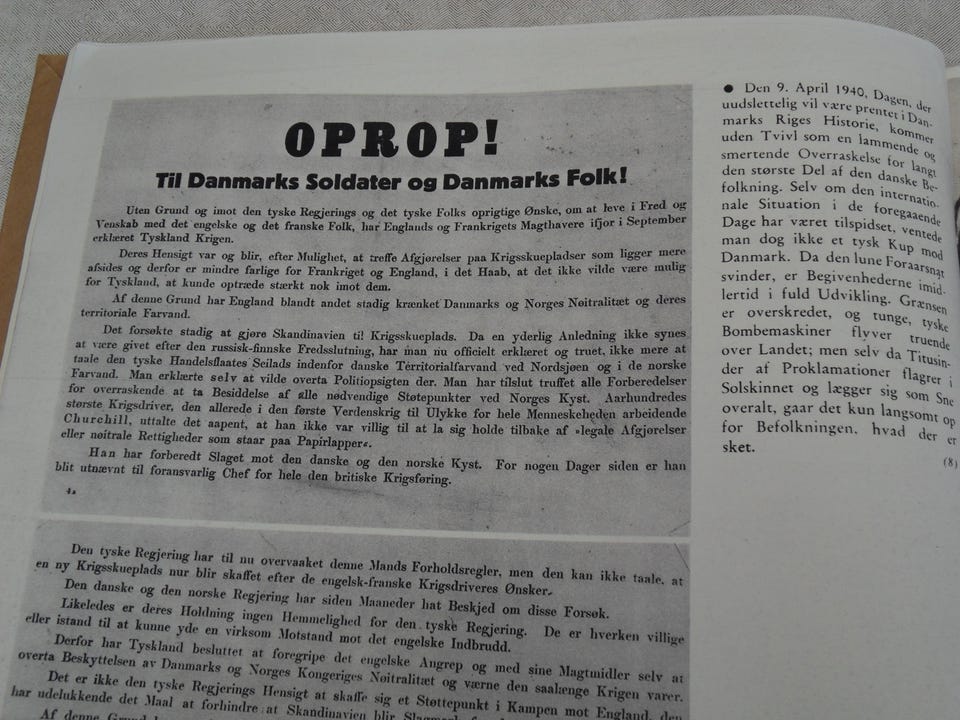 OPROP!
Til Danmarks Soldater og Danmarks Folk!
Uten Grund og imot den tyske Regjerings og det tyske Folks oprigtige Ønske, om at leve i Fred og
Venskab med det engelske og det franske Folk, har Englands og Frankrigets Magthavere ifjor i September
erklæret Tyskland Krigen.
Deres Hensigt var og blir, efter Mulighet, at treffe Afgjørelser paa Krigsskuepladser som ligger mere
afsides og derfor er mindre farlige for Frankriget og England, i det Haab, at det ikke vilde være mulig
for Tyskland, at kunde optræde stærkt nok imot dem.
Af denne Grund har England blandt andet stadig krænket Danmarks og Norges Nøitralitæt og deres
territoriale Farvand.
Det forsøkte stadig at gjøre Skandinavien til Krigsskueplads. Da en yderlig Anledning ikke synes
at være givet efter den russisk-finnske Fredsslutning, har man nu officielt erklæret og truet, ikke mere at
taale den tyske Handelsflaates Seilads indenfor danske Térritorialfarvand ved Nordsjøen og i de norske
Farvand. Man erklærte selv at vilde overta Politiopsigten der. Man har tilslut truffet alle Forberedelser
for overraskende at ta Besiddelse af alle nødvendige Støtepunkter ved Norges Kyst. Aarhundredes
største Krigsdriver, den allerede i den første Verdenskrig til Ulykke for hele Menneskeheden arbeidende
Churchill, uttalte det aapent, at han ikke var villig til at la sig holde tilbake af »legale Afgjørelser
eller nøitrale Rettigheder som staar paa Papirlapper«.
Han har forberedt Slaget mot den danske og den norske Kyst. For nogen Dager siden er han
blit utnævnt til foransvarlig Chef for hele den britiske Krigsføring.
Den tyske Regjering har til nu overvaaket denne Mands Forholdsregler, men den kan ikke taale, at
en ny Krigsskueplads nur blir skaffet efter de engelsk-franske Krigsdriveres Ønsker.
Den danske og den norske Regjering har siden Maaneder hat Beskjed om disse Forsøk.
Likeledes er deres Holdning ingen Hemmelighet for den tyske Regjering. De er hverken villige
eller istand til at kunne yde en virksom Motstand mot det engelske Indbrudd.
Derfor har Tyskland besluttet at foregripe det engelske Angrep og med sine Magtmidler selv at
overta Beskyttelsen av Danmarks og Norges Kongeriges Nøitralitæt og værne den saalænge Krigen varer.
Det er ikke den tyske Regjerings Hensigt at skaffe sig et Støttepunkt i Kampen mot England, den
har udelukkende det Maal at forhindre at Skandinavien blir
Af denne Grund
● Den 9. April 1940, Dagen, der
uudslettelig vil være prentet i Dan-
marks Riges Historie, kommer
uden Tvivl som en lammende og
smertende Overraskelse for langt
den største Del af den danske Be-
folkning. Selv om den internatio-
nale Situation i de foregaaende
Dage har været tilspidset, ventede
man dog ikke et tysk Kup mod
Danmark. Da den lune Foraarsnat
svinder, er Begivenhederne imid-
lertid i fuld Udvikling. Grænsen
er overskredet, og tunge, tyske
Bombemaskiner flyver truende
over Landet; men selv da Titusin-
der af Proklamationer flagrer i
Solskinnet og lægger sig som Sne
overalt, gaar det kun langsomt op
for Befolkningen, hvad der er
sket.
(8)